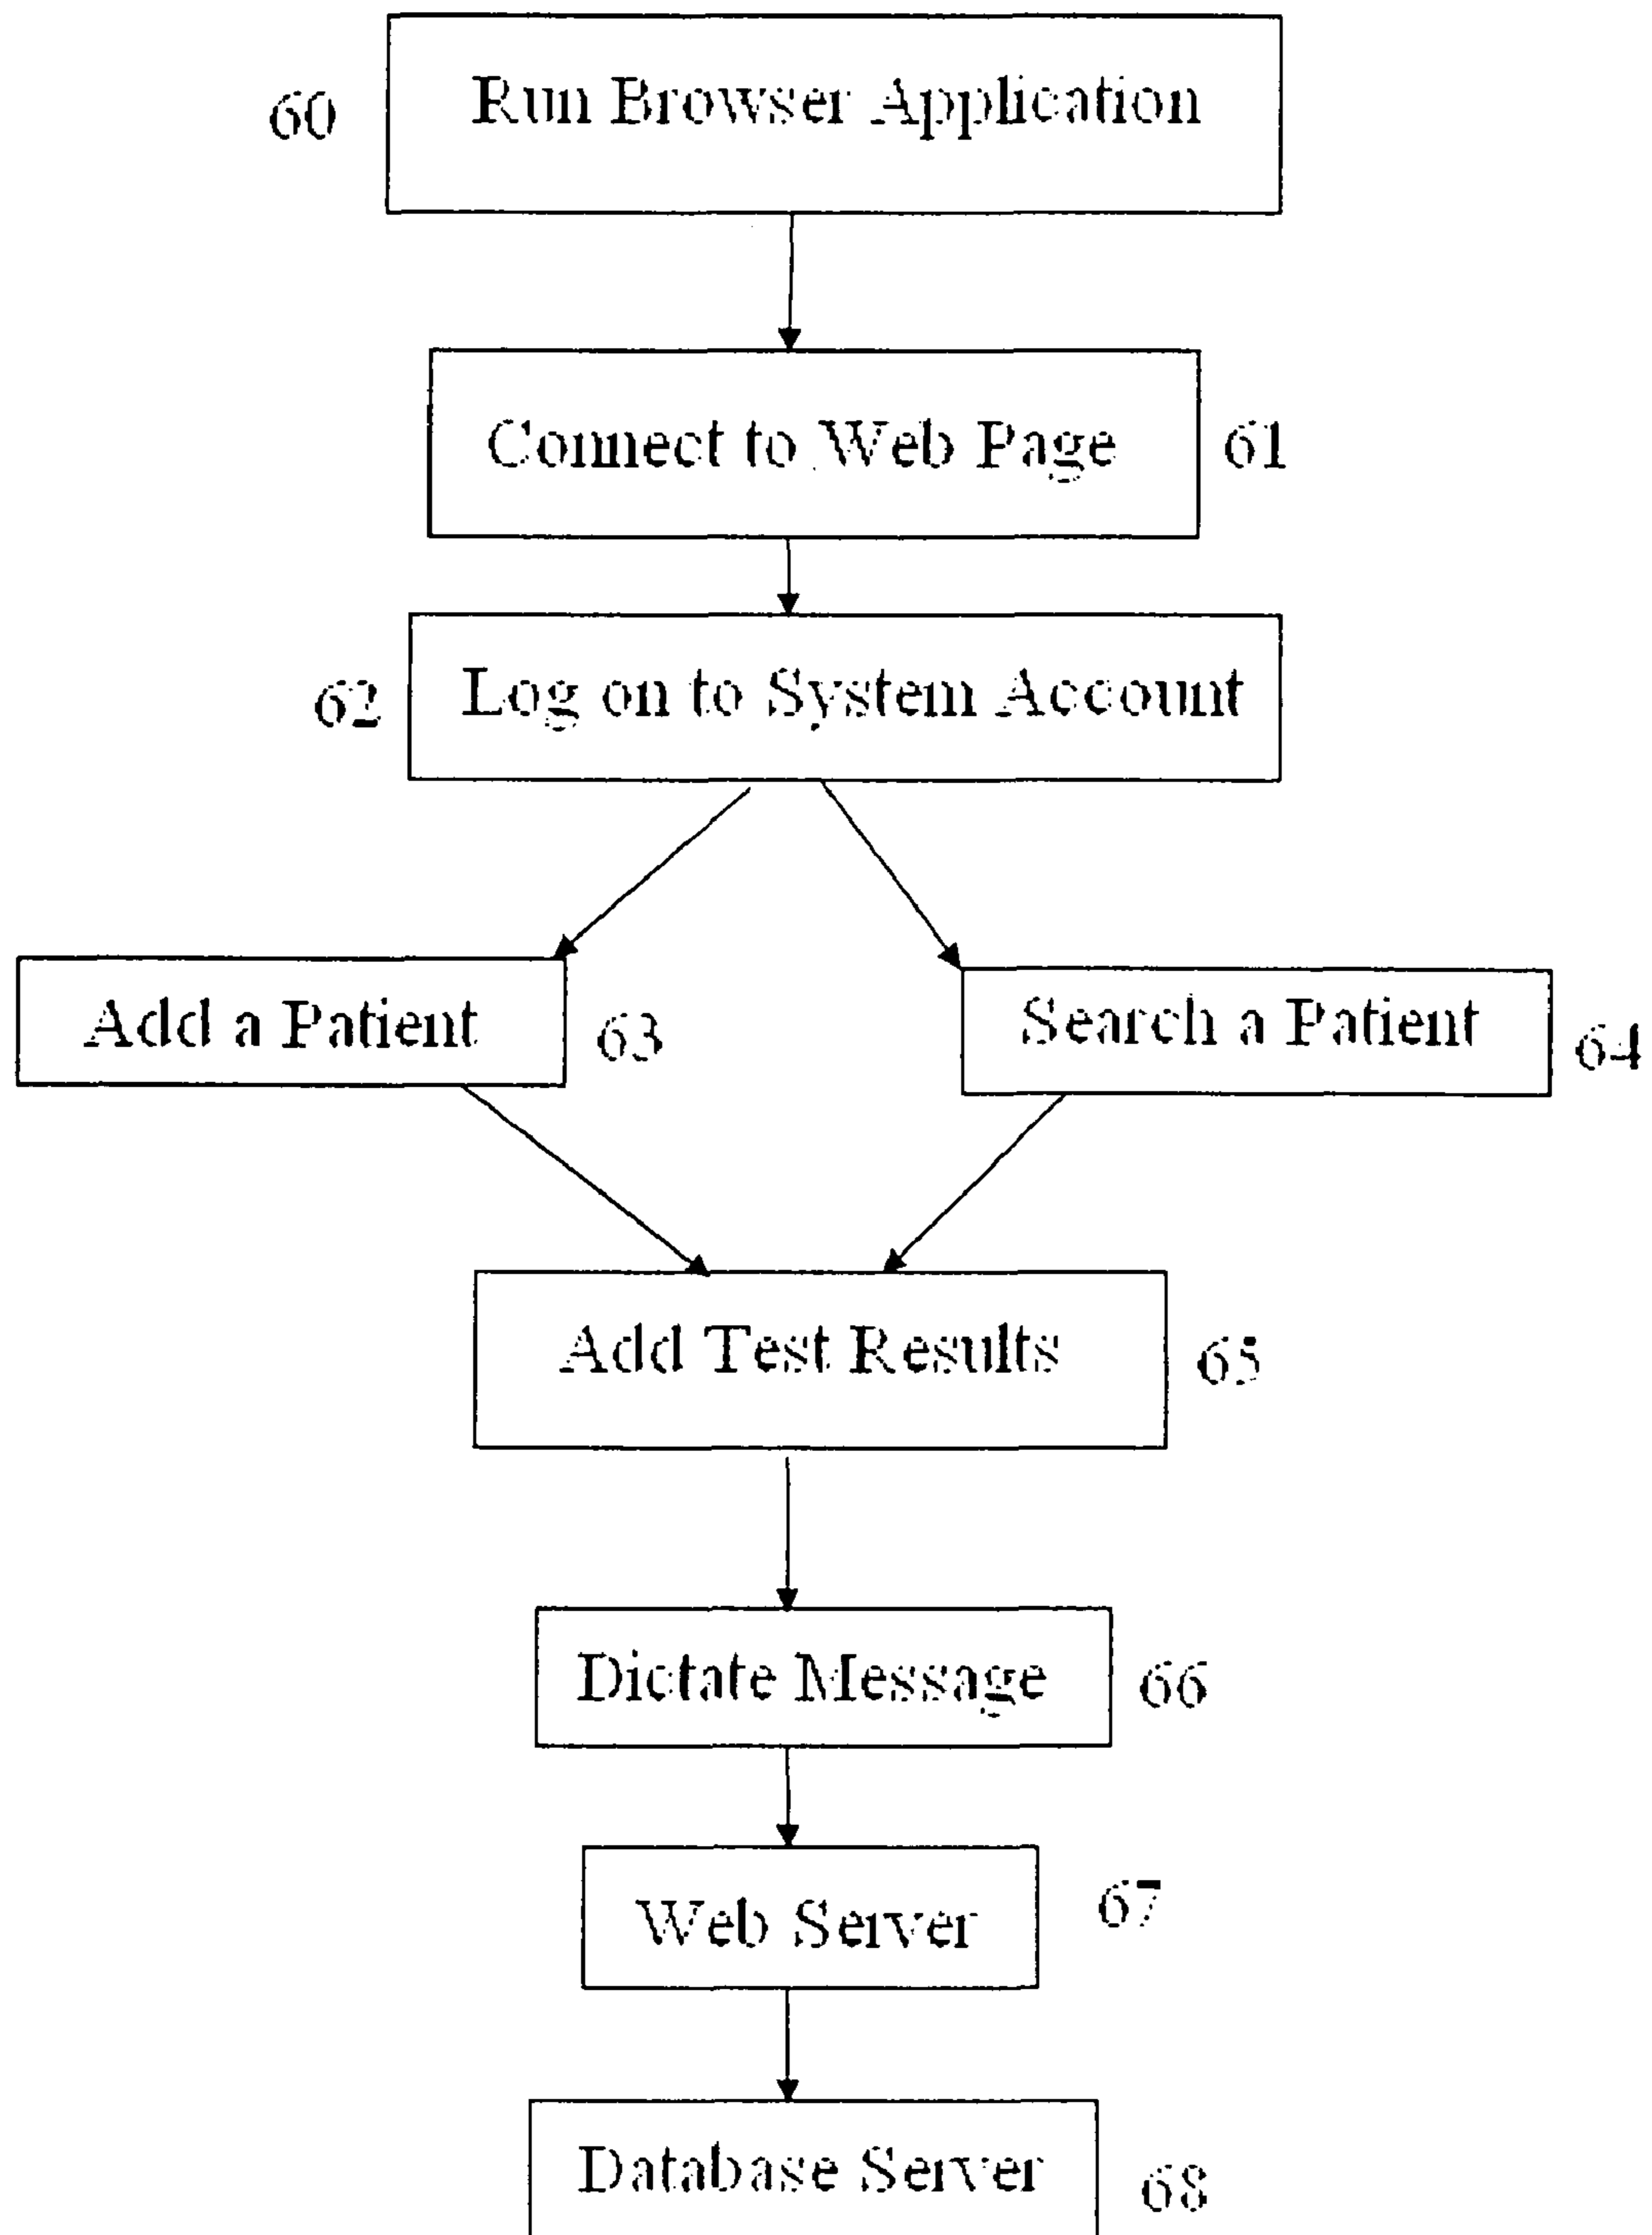 60 Run Browser Application
Connect to Web Page 61
62 Log on to System Account
Add a Patient 63 Search a Patient 64
Add Test Results 65
Dictate Message 66
Web Server 67
Database Server 68